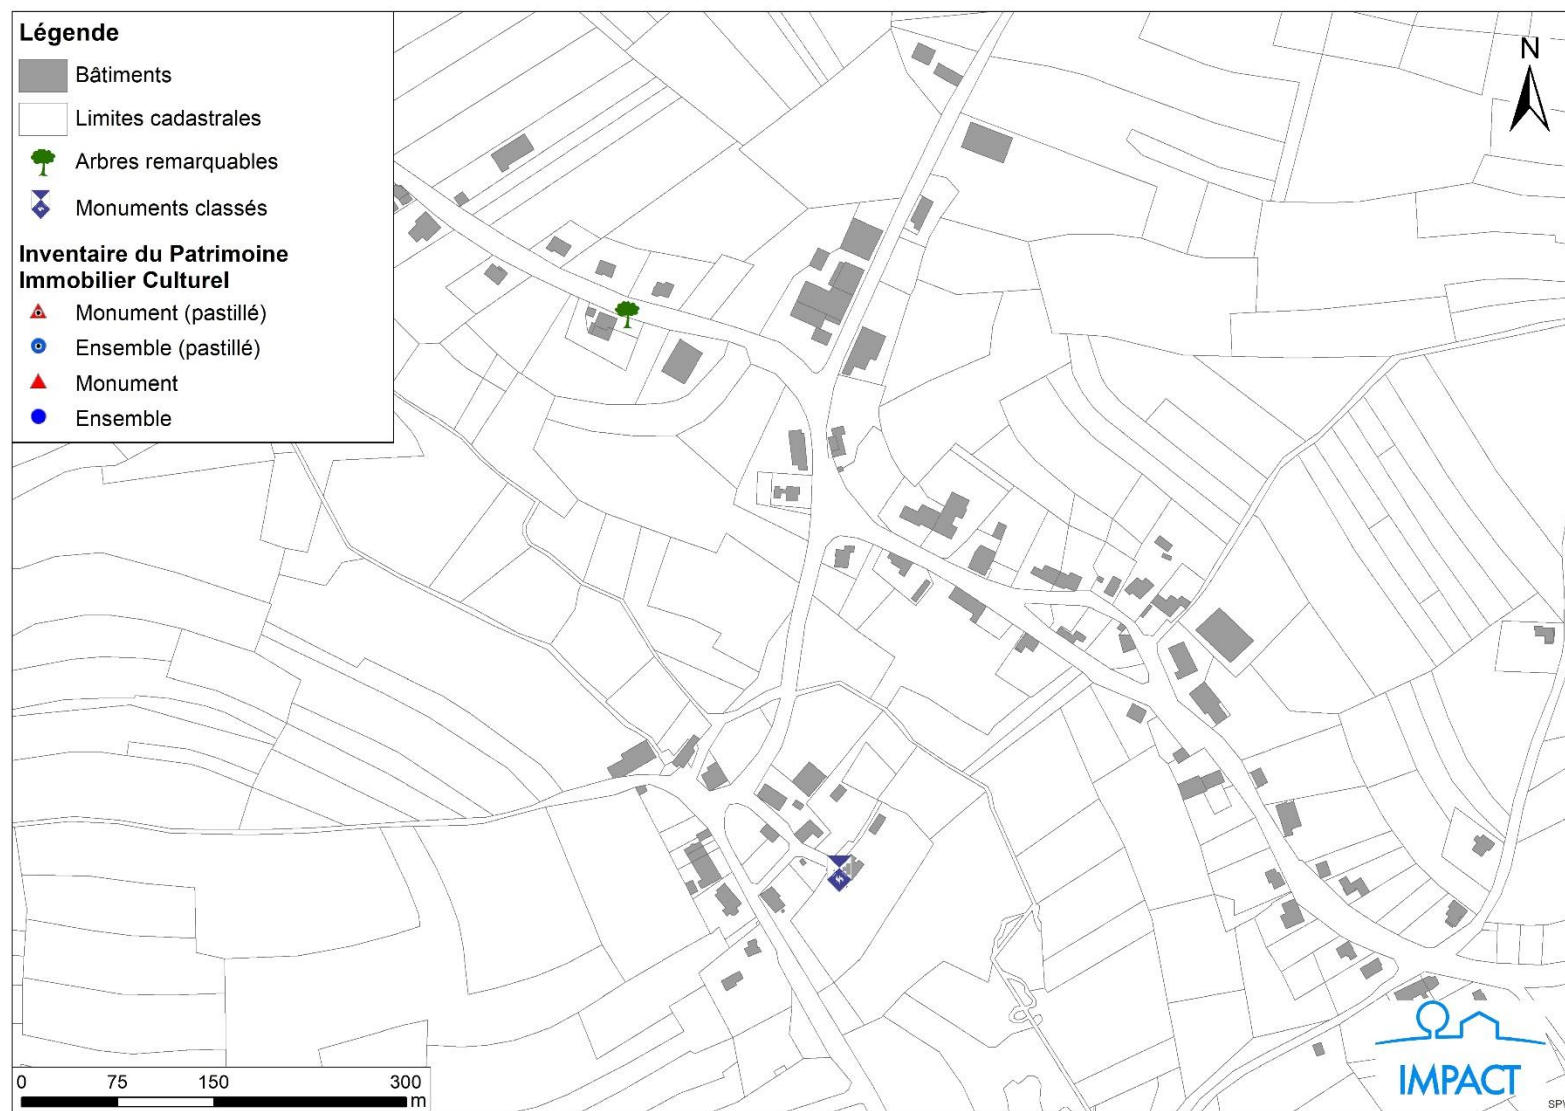 Légende
Bâtiments
Limites cadastrales
Arbres remarquables
Monuments classés
Inventaire du Patrimoine
Immobilier Culturel
Monument (pastillé)
Ensemble (pastillé)
Monument
Ensemble
N
0 75 150 300
m
IMPACT